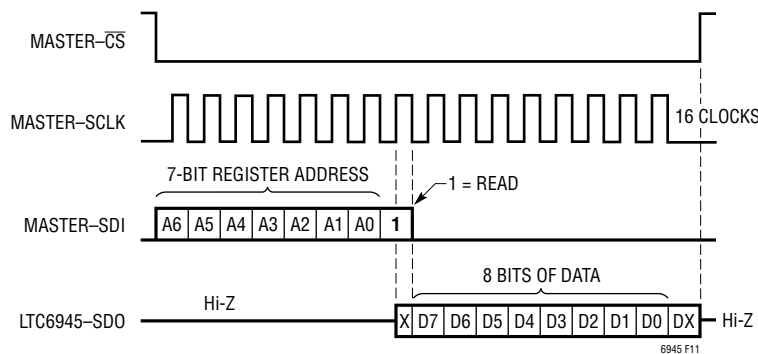 MASTER–CS
MASTER–SCLK
16 CLOCKS
7-BIT REGISTER ADDRESS
1 = READ
MASTER–SDI
A6 A5 A4 A3 A2 A1 A0 1
8 BITS OF DATA
Hi-Z
LTC6945–SDO
X D7 D6 D5 D4 D3 D2 D1 D0 DX
Hi-Z
6945 F11